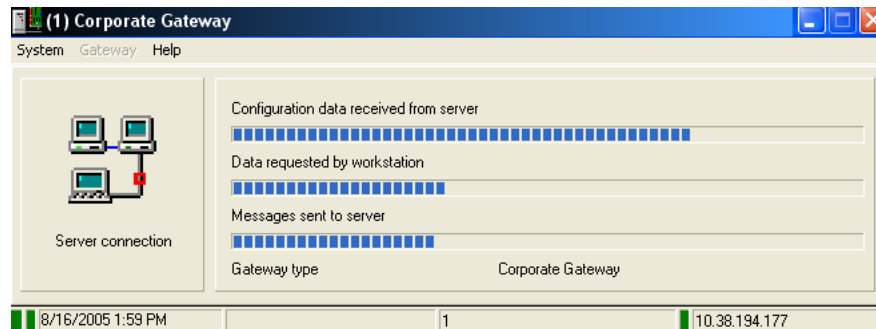 (1) Corporate Gateway
System Gateway Help
Configuration data received from server
Data requested by workstation
Messages sent to server
Server connection
Gateway type Corporate Gateway
8/16/2005 1:59 PM 1 10.38.194.177